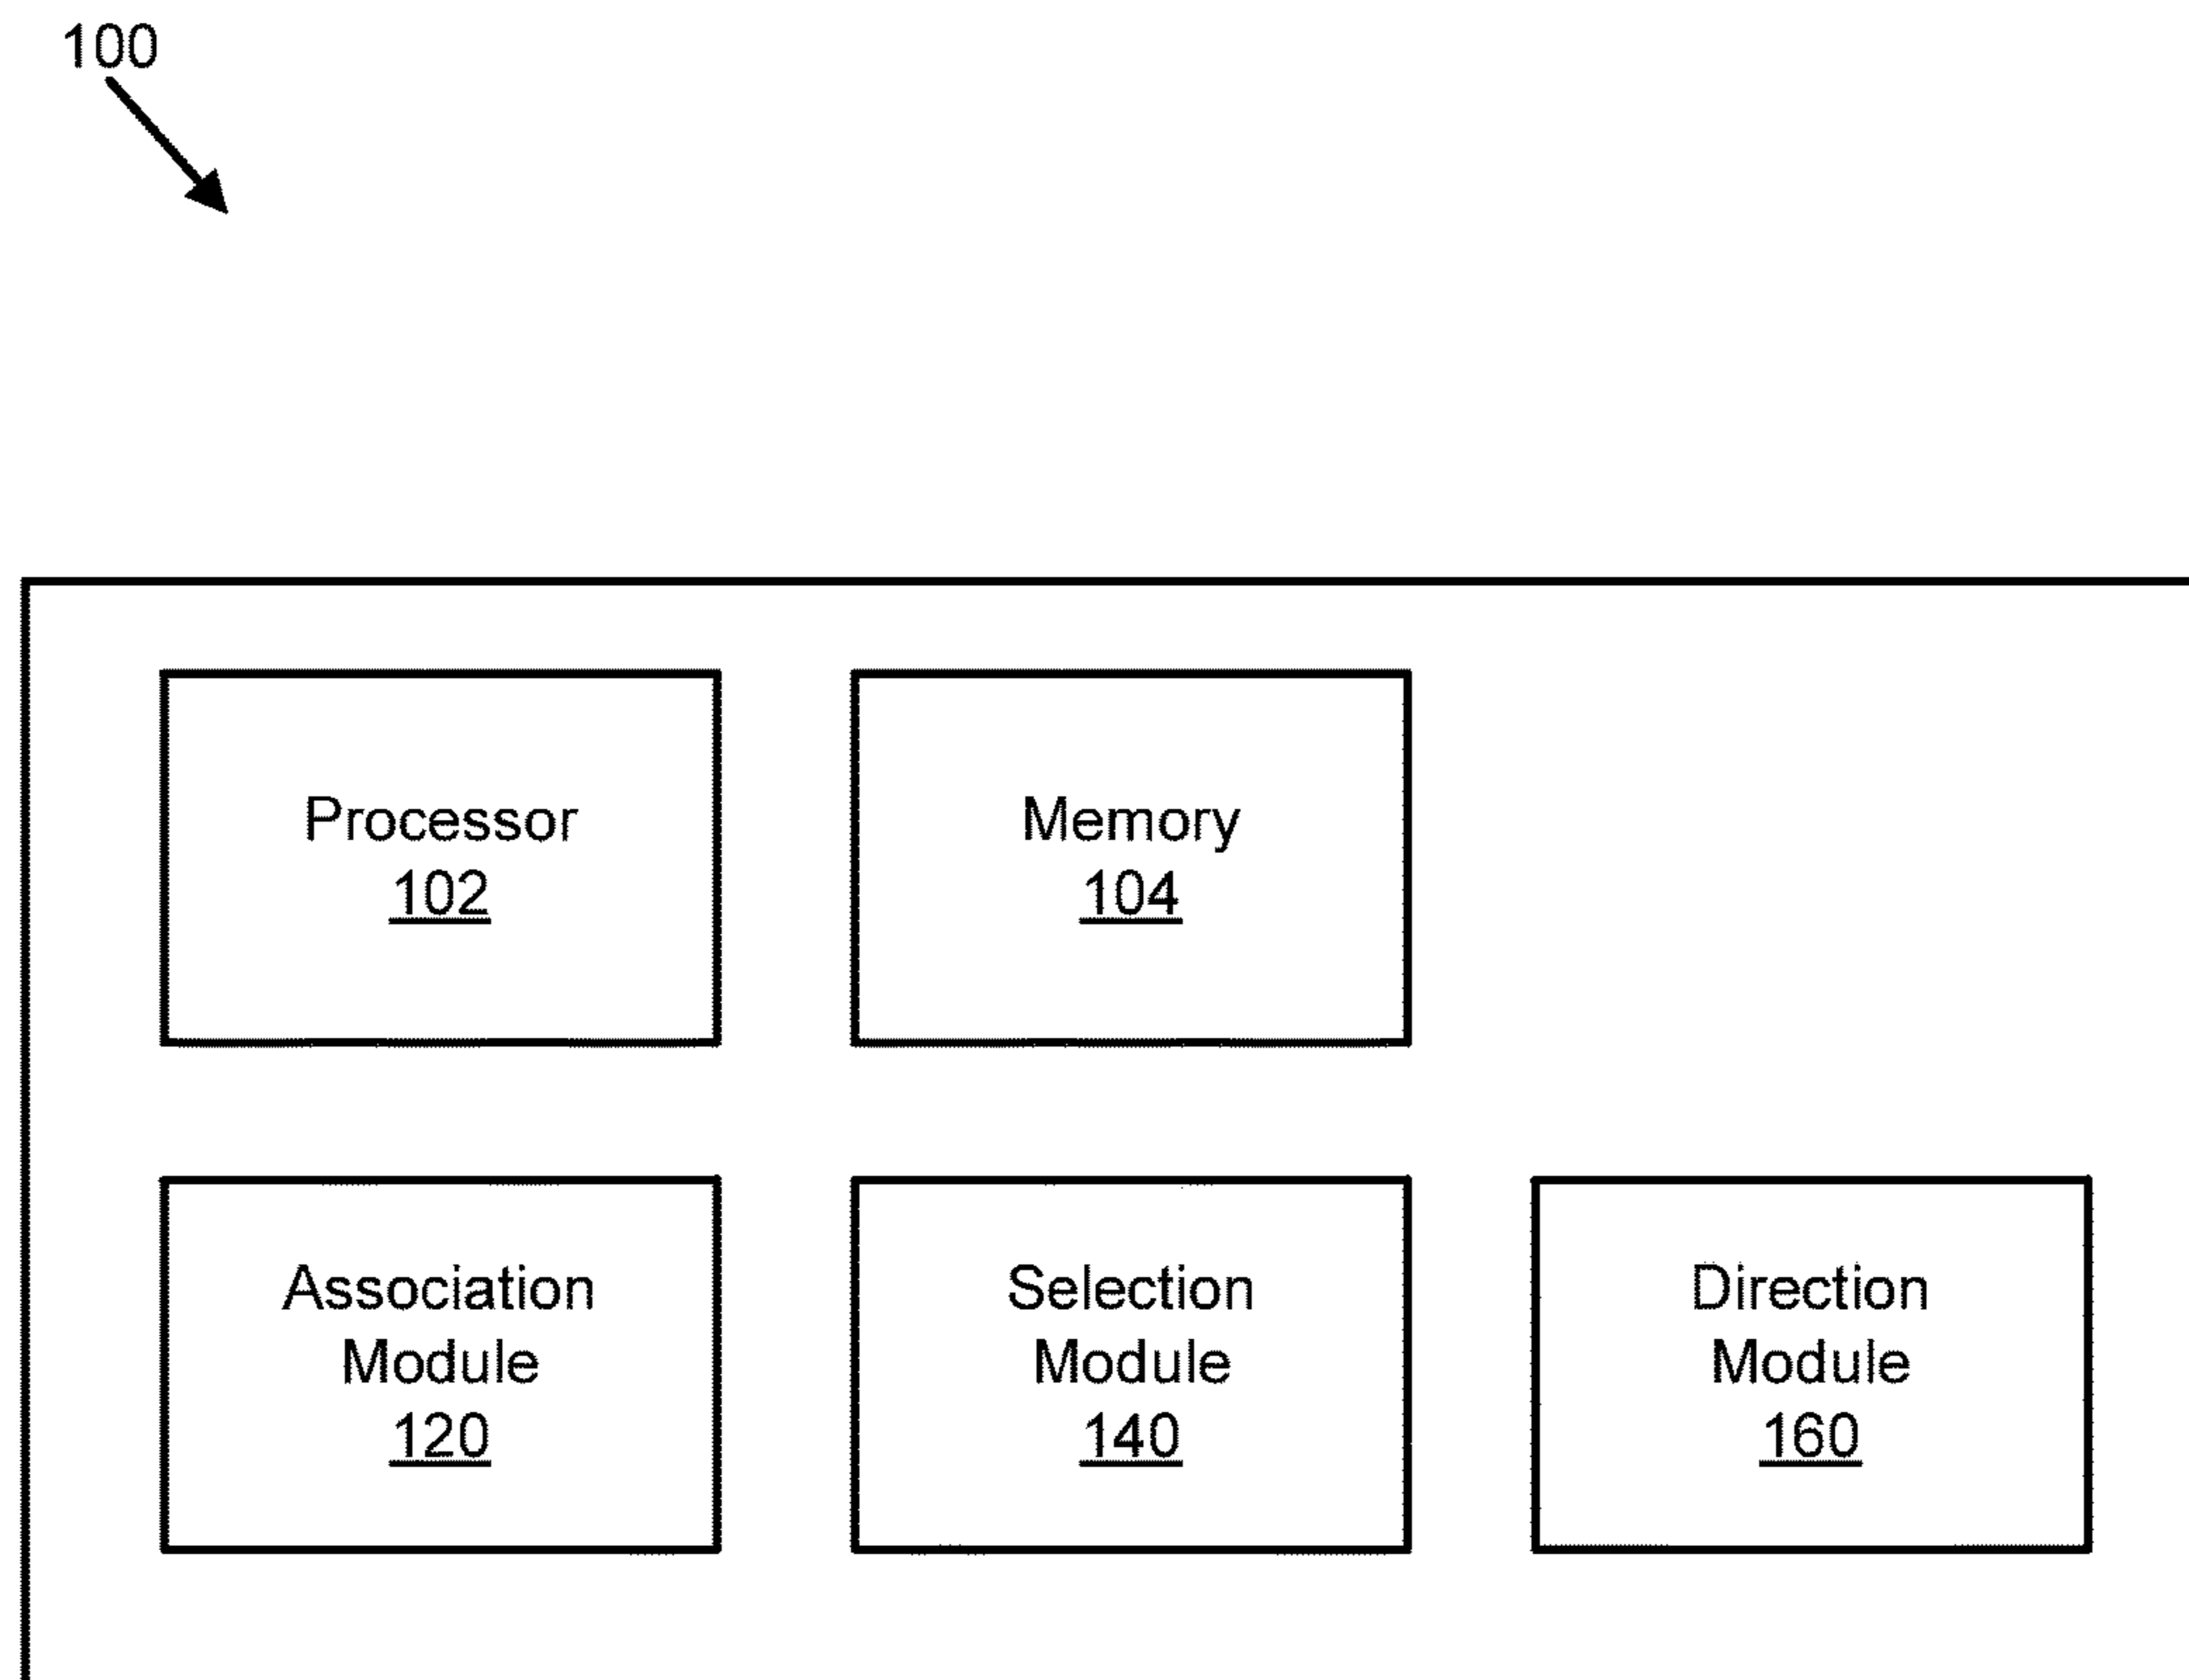 100
Processor
102
Memory
104
Association
Module
120
Selection
Module
140
Direction
Module
160